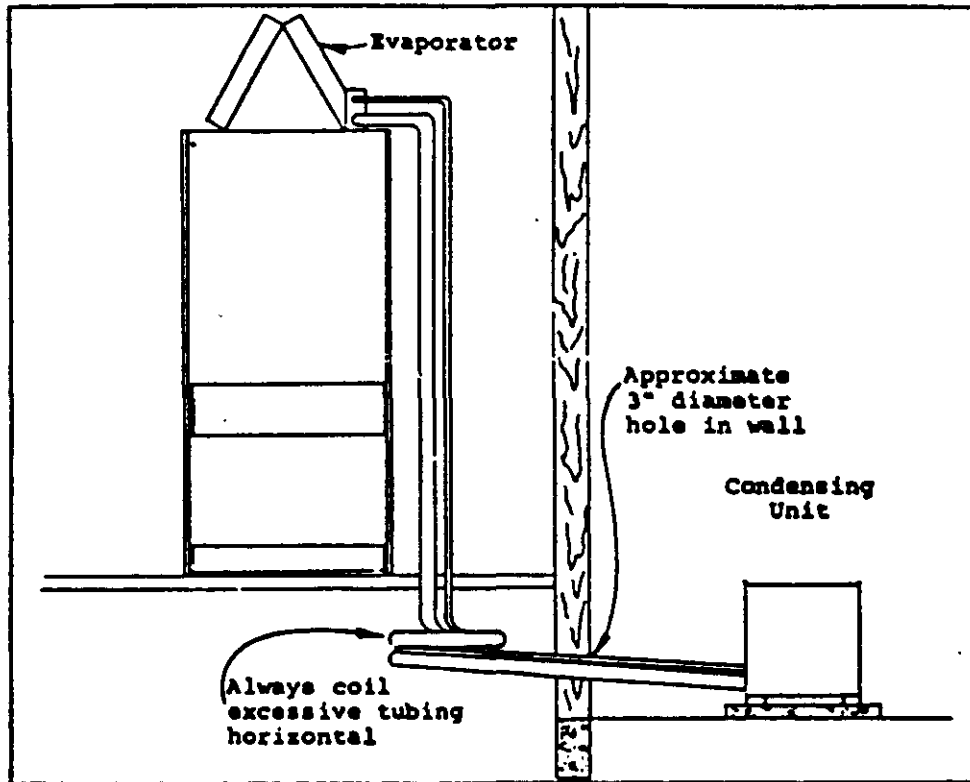 Evaporator
Approximate
3" diameter
hole in wall
Condensing
Unit
Always coil
excessive tubing
horizontal